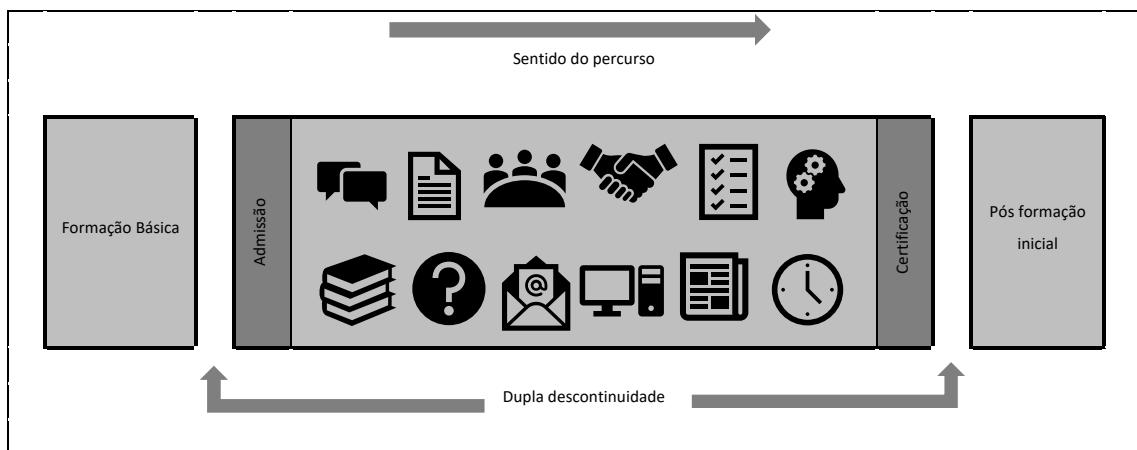 Sentido do percurso
Formação Básica
Admissão
@
?
Certificação
Pós formação
inicial
Dupla descontinuidade